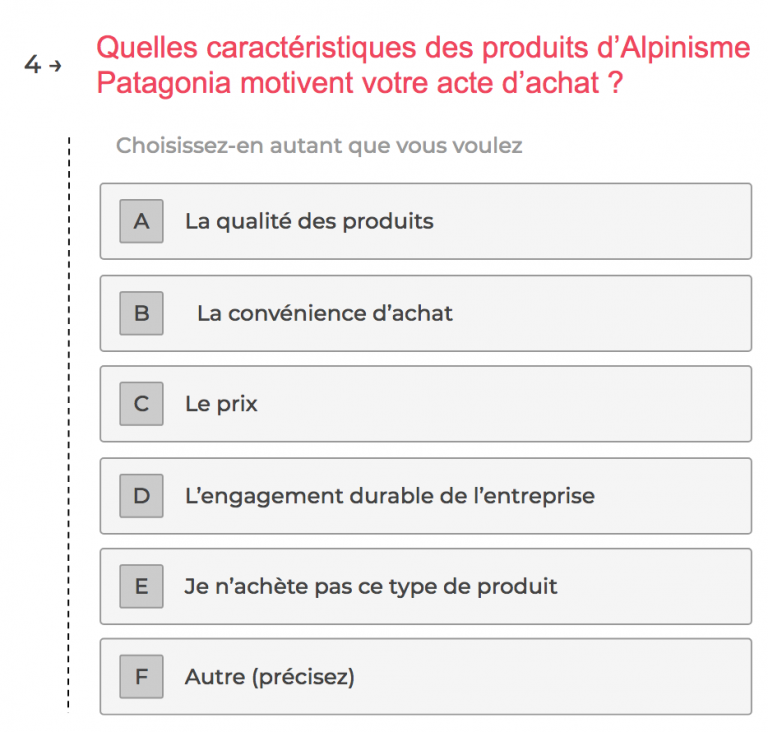 4 → Quelles caractéristiques des produits d’Alpinisme
Patagonia motivent votre acte d’achat ?
Choisissez-en autant que vous voulez
A La qualité des produits
B La convénience d’achat
C Le prix
D L’engagement durable de l’entreprise
E Je n’achète pas ce type de produit
F Autre (précisez)